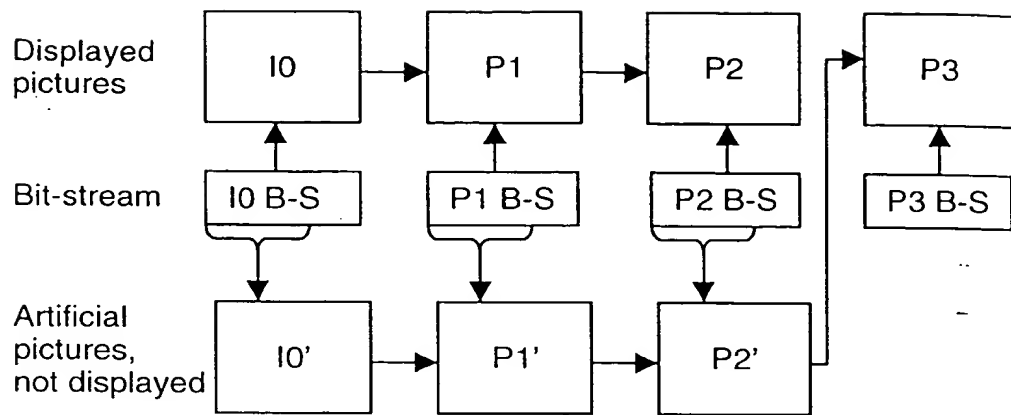 Displayed
pictures
I0
P1
P2
P3
Bit-stream
I0 B-S
P1 B-S
P2 B-S
P3 B-S
Artificial
pictures,
not displayed
I0'
P1'
P2'